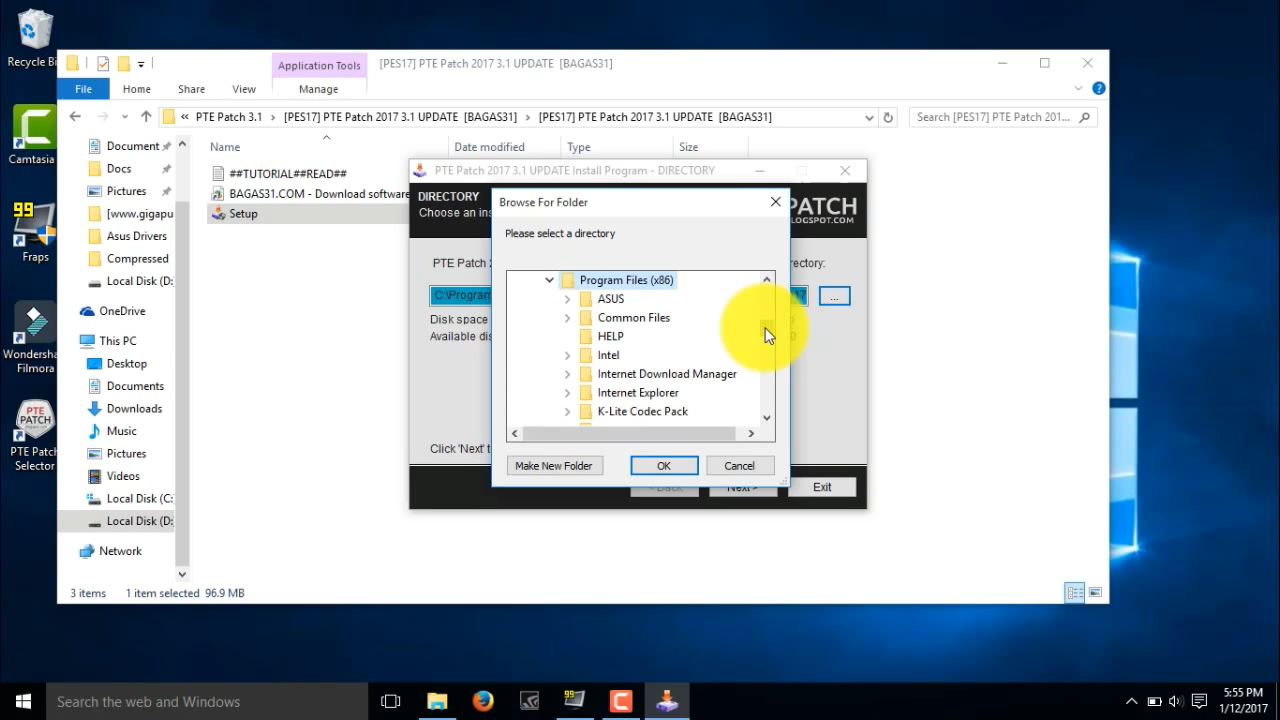 Recycle Bi
Camtasia
Fraps
Wondersha
Filmora
PTE Patch
Selector
Application Tools
[PES17] PTE Patch 2017 3.1 UPDATE [BAGAS31]
File
Home
Share
View
Manage
PTE Patch 3.1
[PES17] PTE Patch 2017 3.1 UPDATE [BAGAS31]
[PES17] PTE Patch 2017 3.1 UPDATE [BAGAS31]
Search [PES17] PTE Patch 201...
Document
Docs
Pictures
[www.gigapu
Asus Drivers
Compressed
Local Disk (D:
OneDrive
This PC
Desktop
Documents
Downloads
Music
Pictures
Videos
Local Disk (C:
Local Disk (D:
Network
Name
Date modified
Type
Size
##TUTORIAL##READ##
BAGAS31.COM - Download software
Setup
PTE Patch 2017 3.1 UPDATE Install Program - DIRECTORY
DIRECTORY
Choose an ins
PATCH
LOGSPOT.COM
PTE Patch 2
ectory:
C:\Program
17
...
Disk space
Available dis
Click 'Next' t
< Back
Next >
Exit
Browse For Folder
Please select a directory
Program Files (x86)
ASUS
Common Files
HELP
Intel
Internet Download Manager
Internet Explorer
K-Lite Codec Pack
Make New Folder
OK
Cancel
3 items
1 item selected 96.9 MB
Search the web and Windows
5:55 PM
1/12/2017